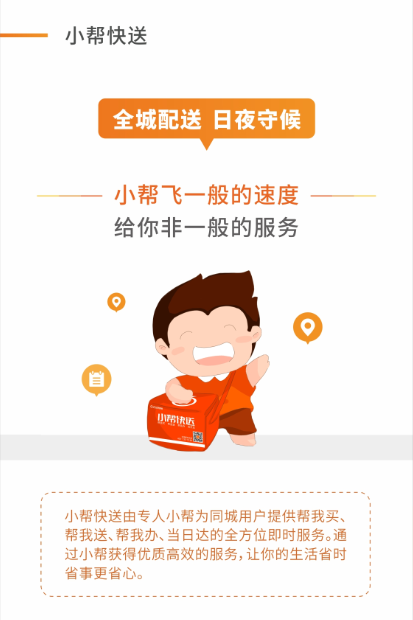 小帮快送
全城配送 日夜守候
小帮飞一般的速度
给你非一般的服务
小帮快送
小帮快送由专人小帮为同城用户提供帮我买、
帮我送、帮我办、当日达的全方位即时服务。通
过小帮获得优质高效的服务,让你的生活省时
省事更省心。